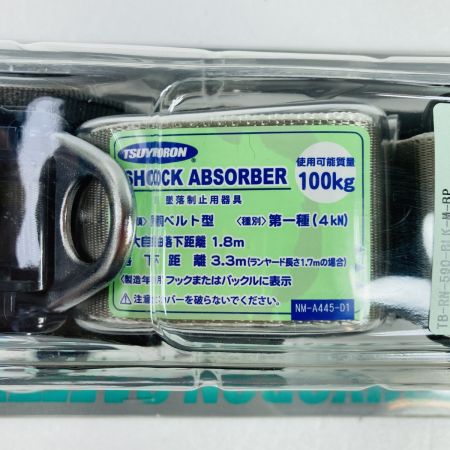 TSUYORON
SHOCK ABSORBER
墜落制止用器具
使用可能質量
100kg
胴ベルト型 〈種別〉第一種(4kN)
大自由落下距離 1.8m
下距離 3.3m(ランヤード長さ1.7mの場合)
〈製造年 フックまたはバックルに表示
⚠注意 カバーを破らないでください。
NM-A445-D1
TB-RN-590-BLK-M-BP